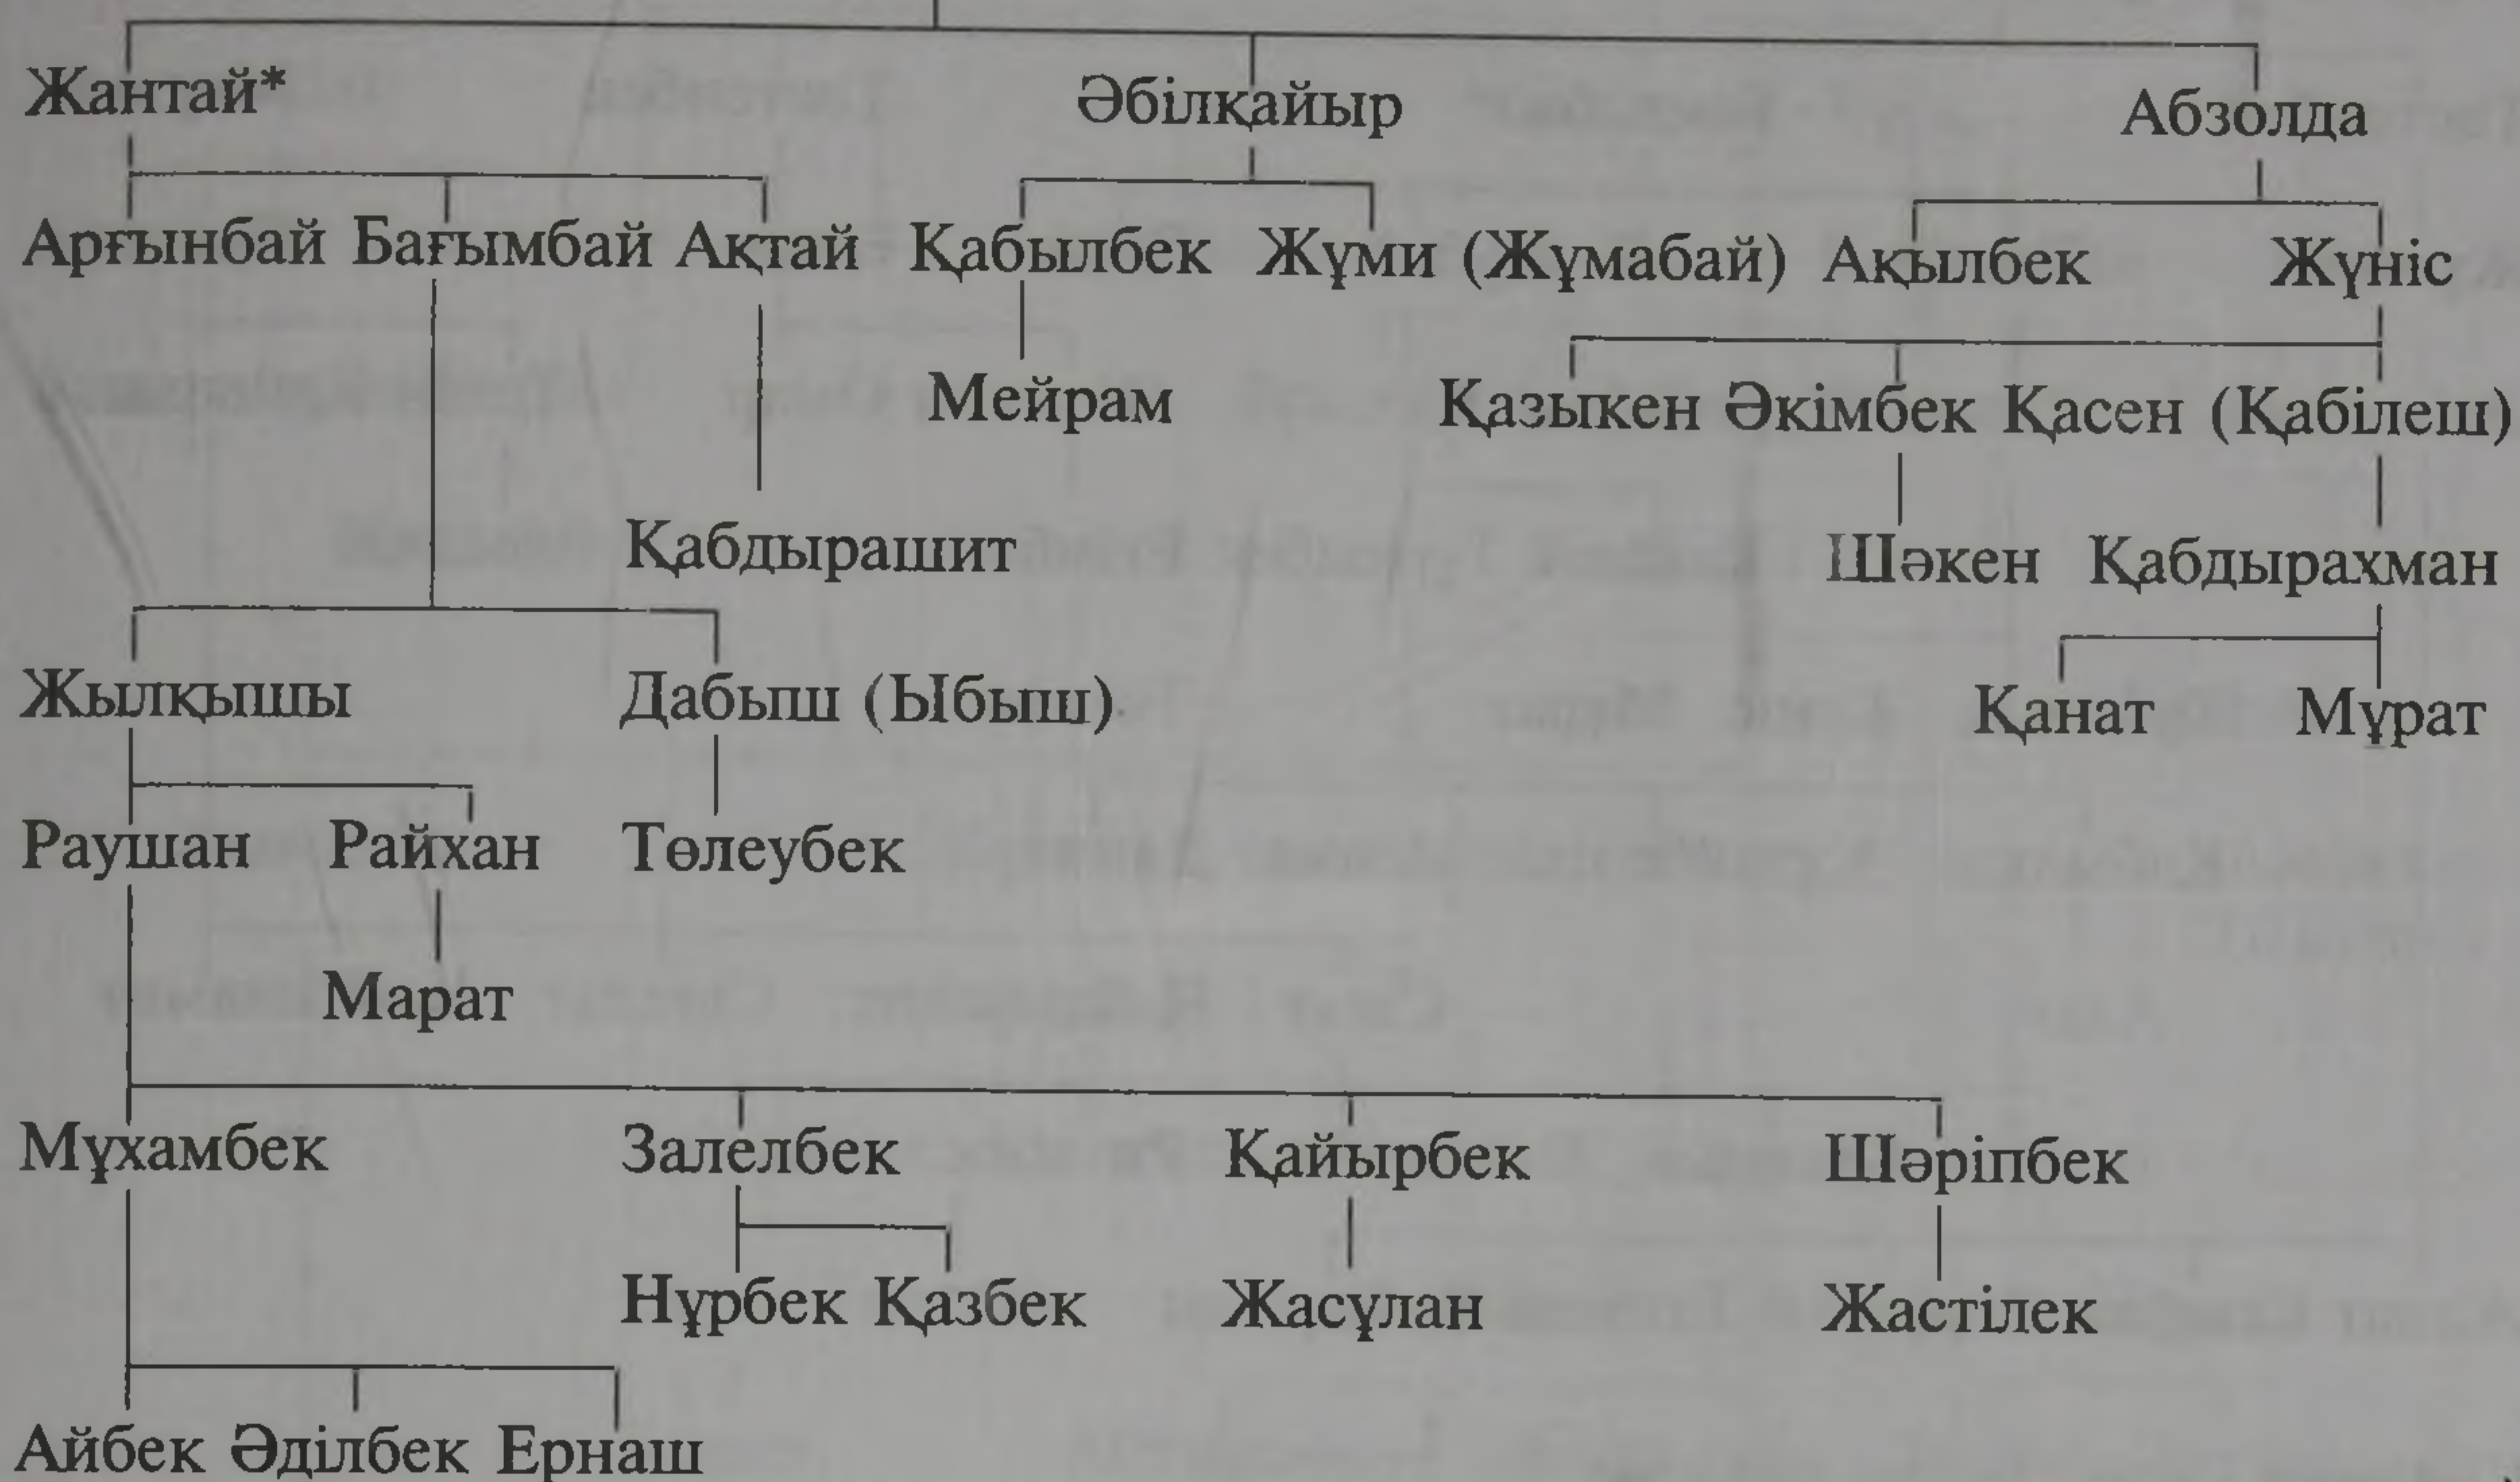 Жантай* Әбілқайыр Абзолда
Арғынбай Бағымбай Ақтай Қабылбек Жұми (Жұмабай) Ақылбек Жүніс
Мейрам Қазыкен Әкімбек Қасен (Қабілеш)
Қабдырашит Шәкен Қабдырахман
Жылқышы Дабыш (Ыбыш) Қанат Мұрат
Раушан Райхан Төлеубек
Марат
Мұхамбек Залелбек Қайырбек Шәріпбек
Нұрбек Қазбек Жасұлан Жастілек
Айбек Әділбек Ернаш